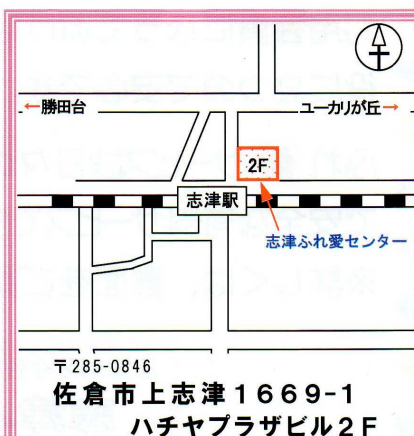 ←勝田台
ユーカリが丘→
2F
志津駅
志津ふれ愛センター
〒285-0846
佐倉市上志津1669-1
ハチヤプラザビル2F